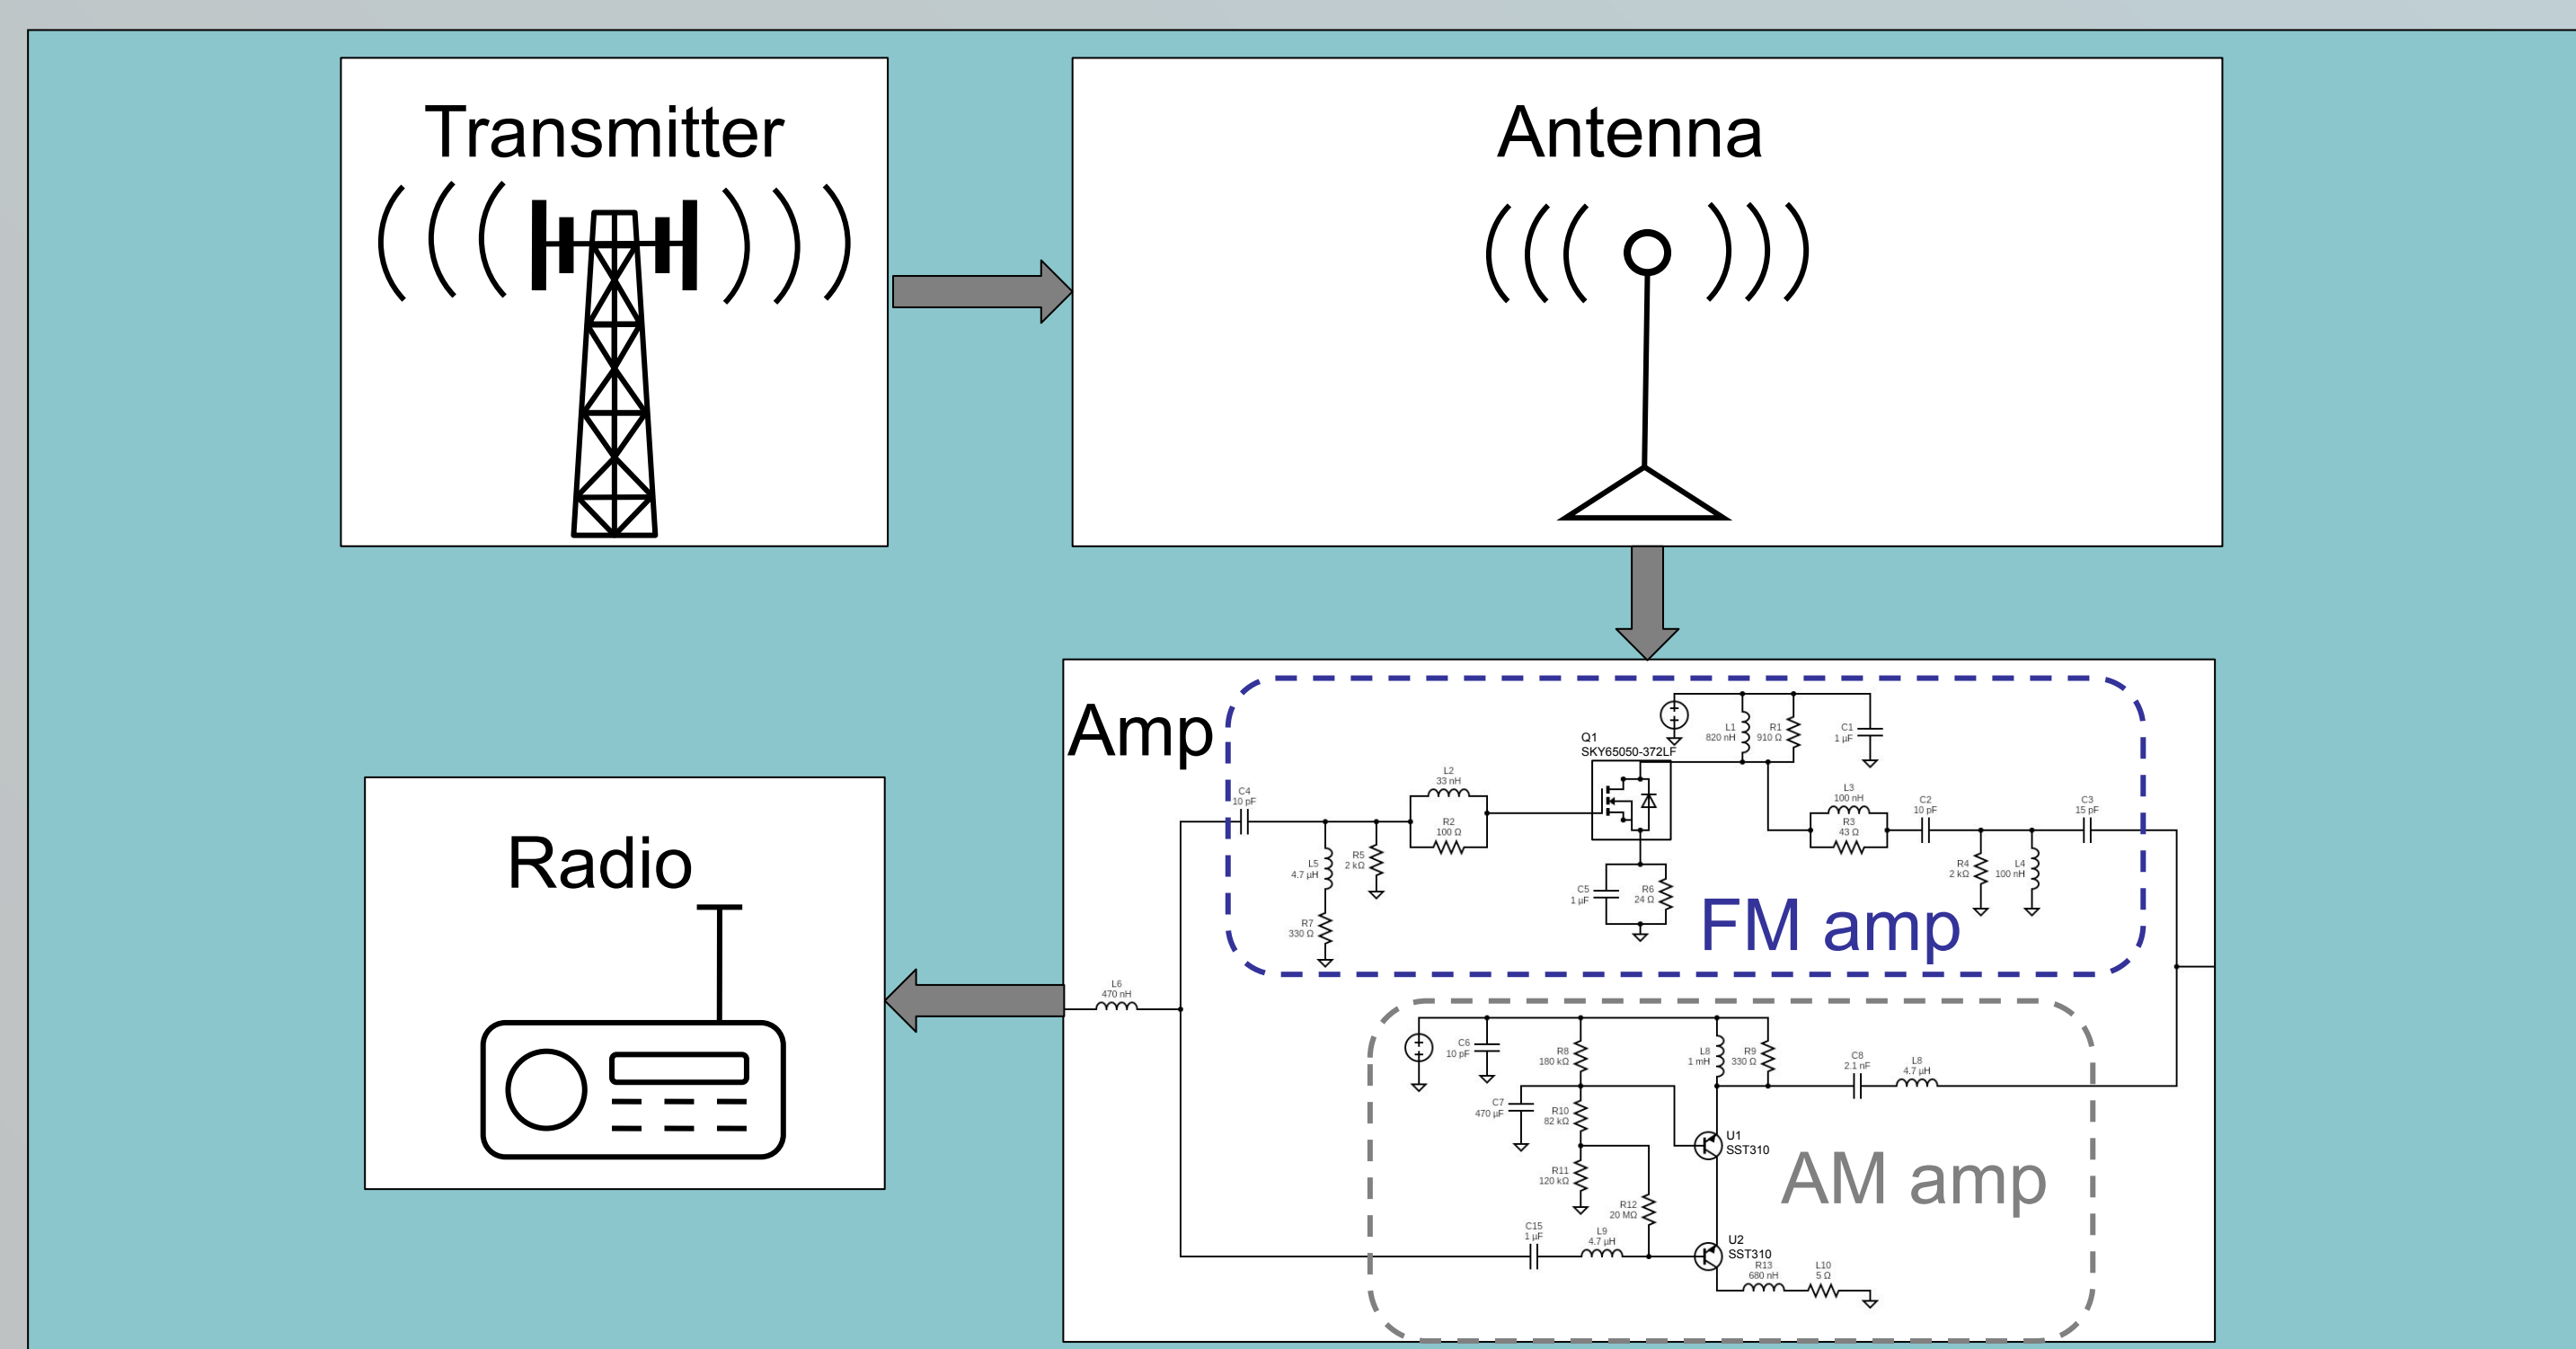 Transmitter
Antenna
Amp
Q1
SKY65050-372LF
L1
820 nH
R1
910 Ω
C1
1 µF
L2
33 nH
R2
100 Ω
C4
10 pF
L5
4.7 µH
R5
2 kΩ
R7
330 Ω
C5
1 µF
R6
24 Ω
L3
100 nH
R3
43 Ω
C2
10 pF
C3
15 pF
R4
2 kΩ
L4
100 nH
FM amp
Radio
L6
470 nH
C6
10 pF
R8
180 kΩ
L8
1 mH
R9
330 Ω
C8
2.1 nF
L8
4.7 µH
C7
470 µF
R10
82 kΩ
U1
SST310
R11
120 kΩ
R12
20 MΩ
AM amp
C15
1 µF
L9
4.7 µH
U2
SST310
R13
680 nH
L10
5 Ω